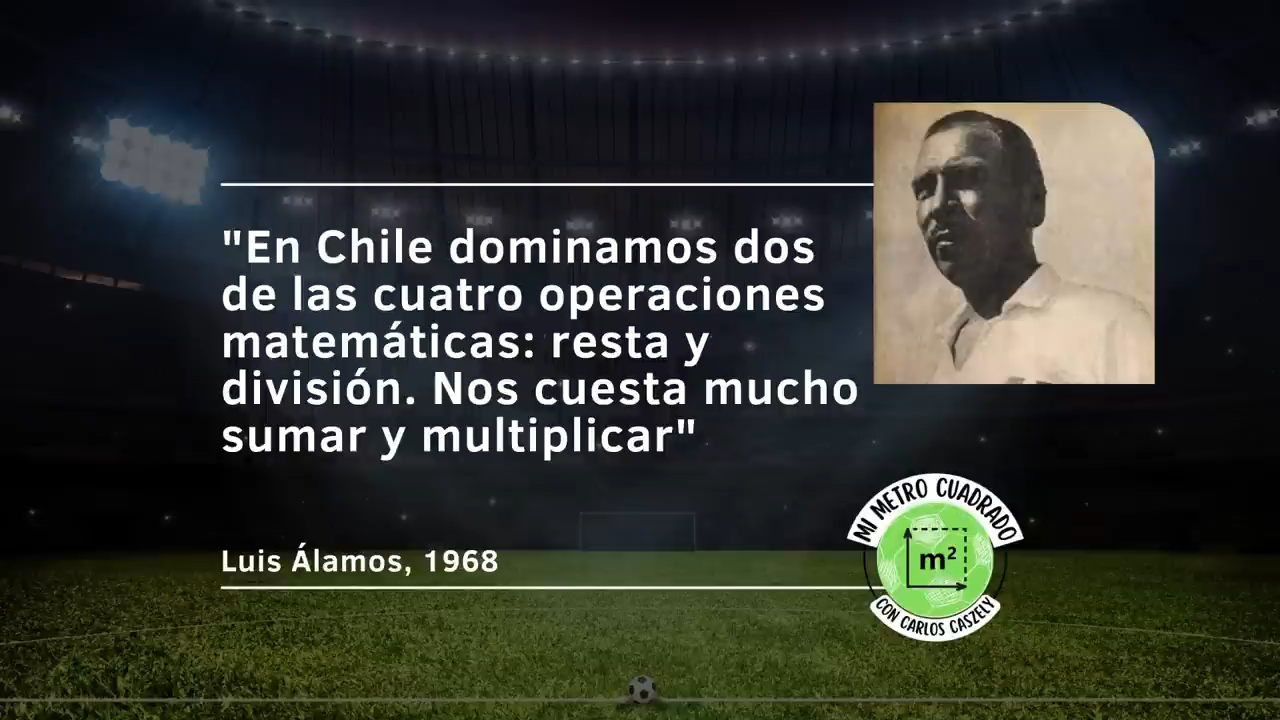 "En Chile dominamos dos
de las cuatro operaciones
matemáticas: resta y
división. Nos cuesta mucho
sumar y multiplicar"
Luis Álamos, 1968
MI METRO CUADRADO
m²
CON CARLOS CASZELY